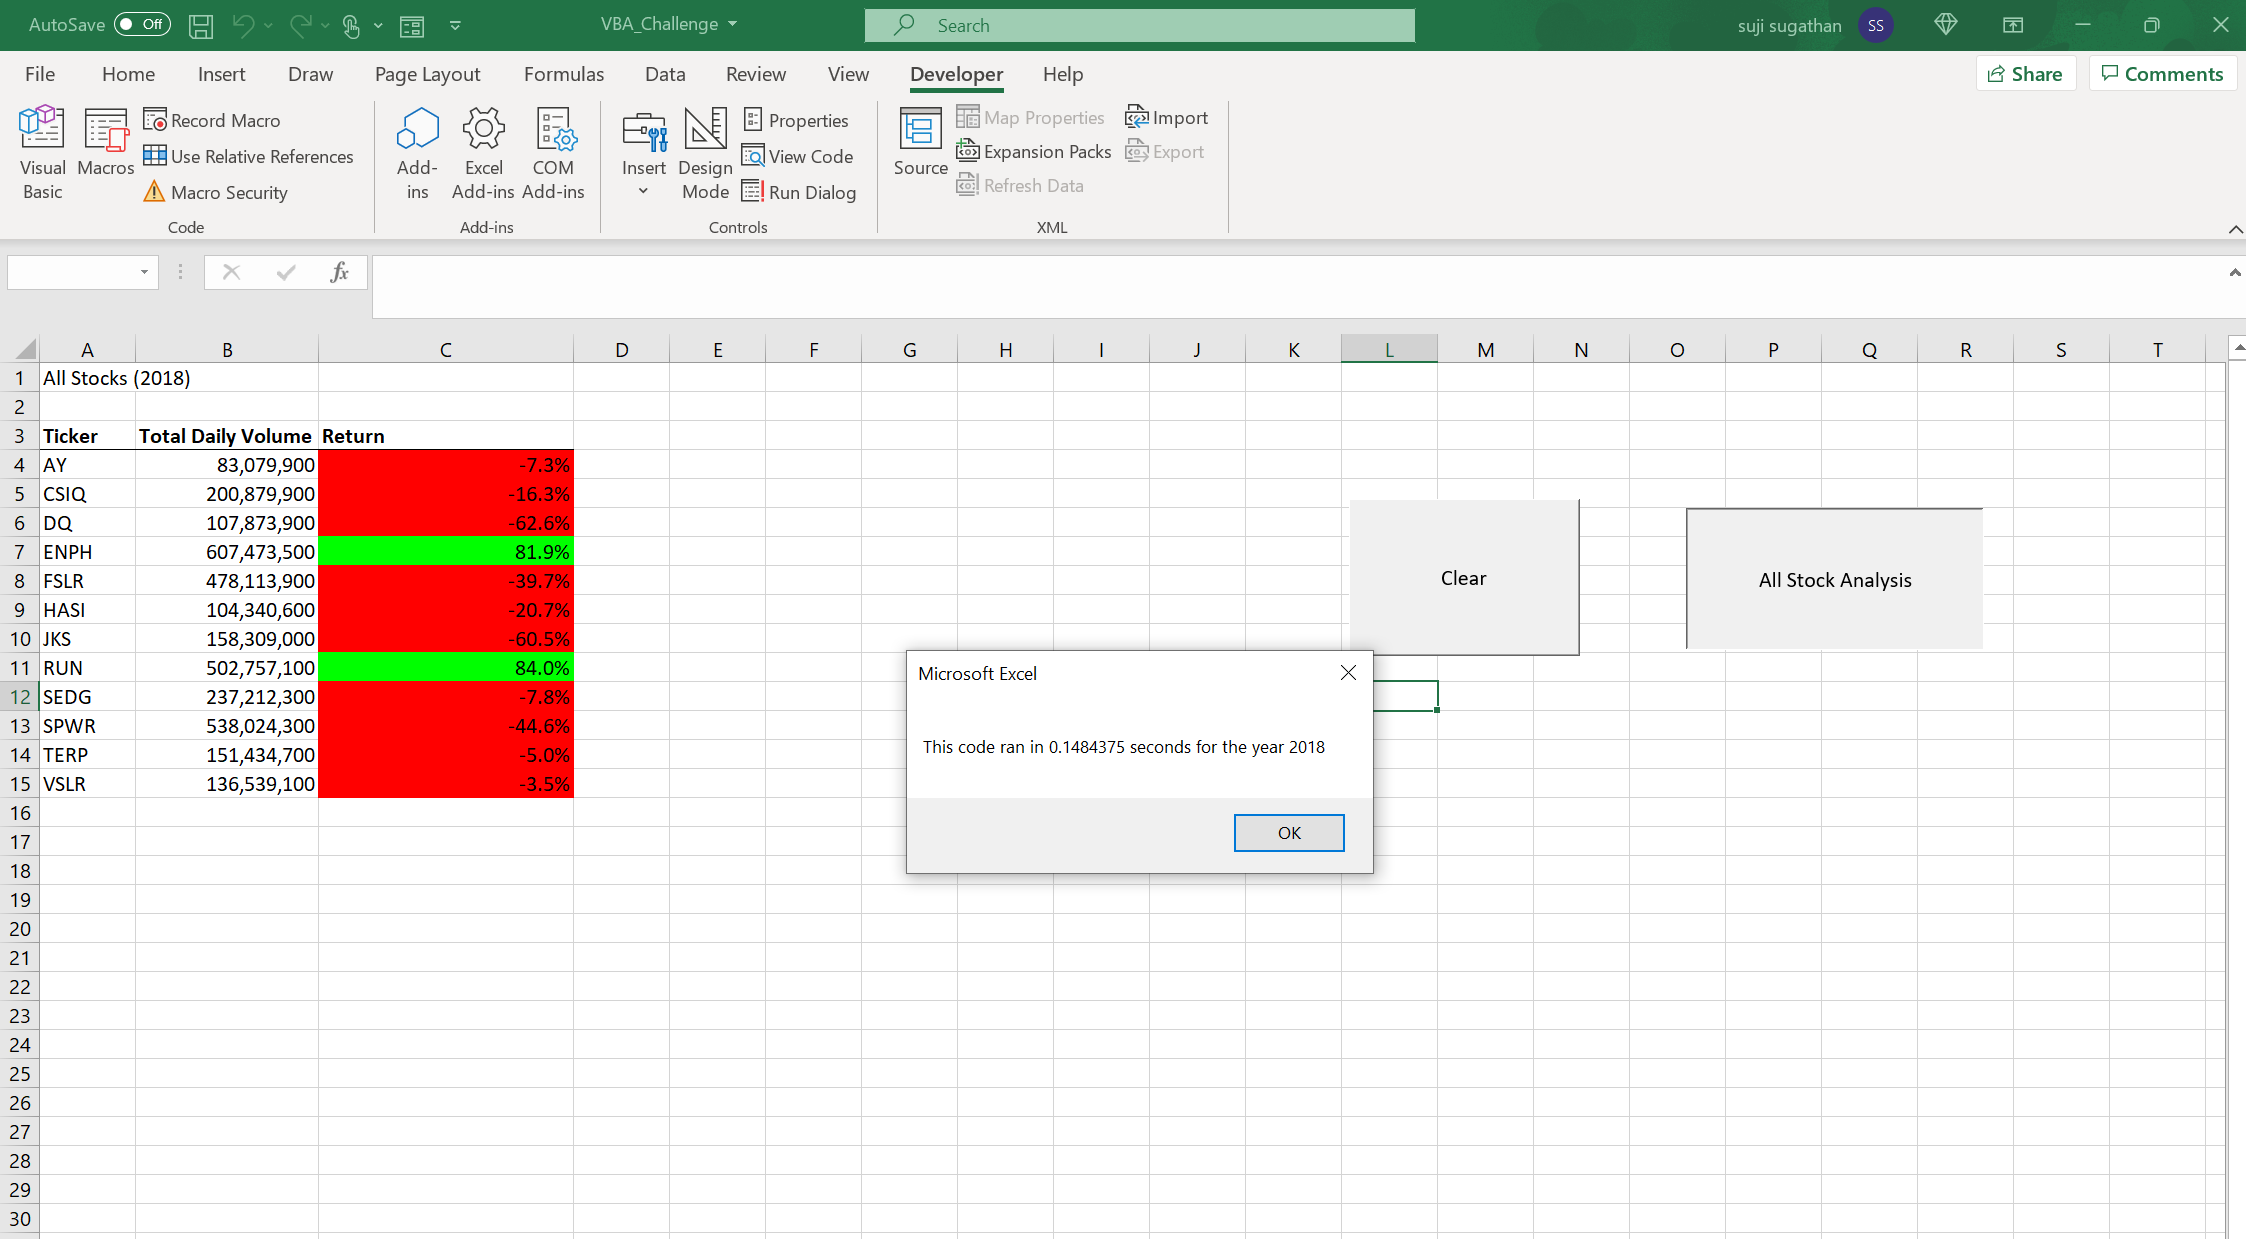 AutoSave Off VBA_Challenge Search suji sugathan SS
File Home Insert Draw Page Layout Formulas Data Review View Developer Help Share Comments
Visual Basic
Macros
Record Macro
Use Relative References
Macro Security
Code
Add-ins
Excel Add-ins
COM Add-ins
Add-ins
Insert
Design Mode
Properties
View Code
Run Dialog
Controls
Source
Map Properties
Expansion Packs
Refresh Data
Import
Export
XML
fx
A B C D E F G H I J K L M N O P Q R S T
1 All Stocks (2018)
2
3 Ticker Total Daily Volume Return
4 AY 83,079,900 -7.3%
5 CSIQ 200,879,900 -16.3%
6 DQ 107,873,900 -62.6%
7 ENPH 607,473,500 81.9%
8 FSLR 478,113,900 -39.7%
9 HASI 104,340,600 -20.7%
10 JKS 158,309,000 -60.5%
11 RUN 502,757,100 84.0%
12 SEDG 237,212,300 -7.8%
13 SPWR 538,024,300 -44.6%
14 TERP 151,434,700 -5.0%
15 VSLR 136,539,100 -3.5%
16
17
18
19
20
21
22
23
24
25
26
27
28
29
30
Clear
All Stock Analysis
Microsoft Excel
This code ran in 0.1484375 seconds for the year 2018
OK